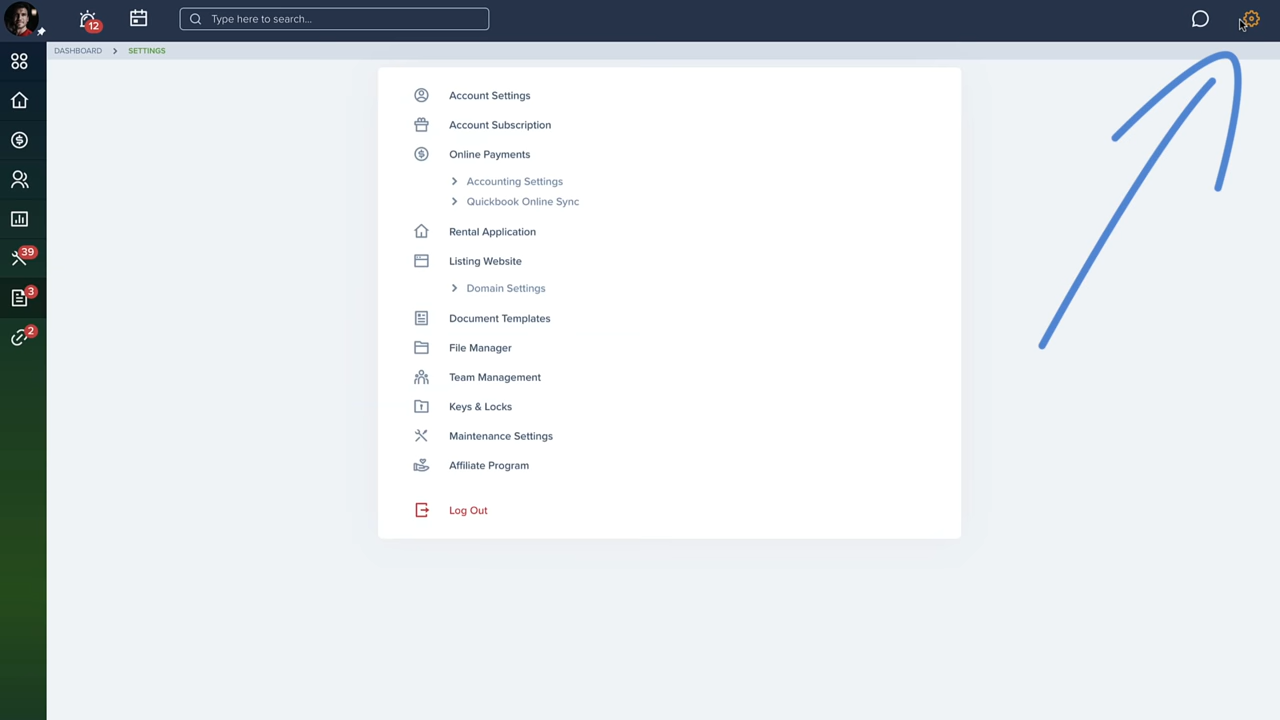 12
Type here to search...
DASHBOARD > SETTINGS
Account Settings
Account Subscription
Online Payments
Accounting Settings
Quickbook Online Sync
Rental Application
39
Listing Website
Domain Settings
3
Document Templates
2
File Manager
Team Management
Keys & Locks
Maintenance Settings
Affiliate Program
Log Out